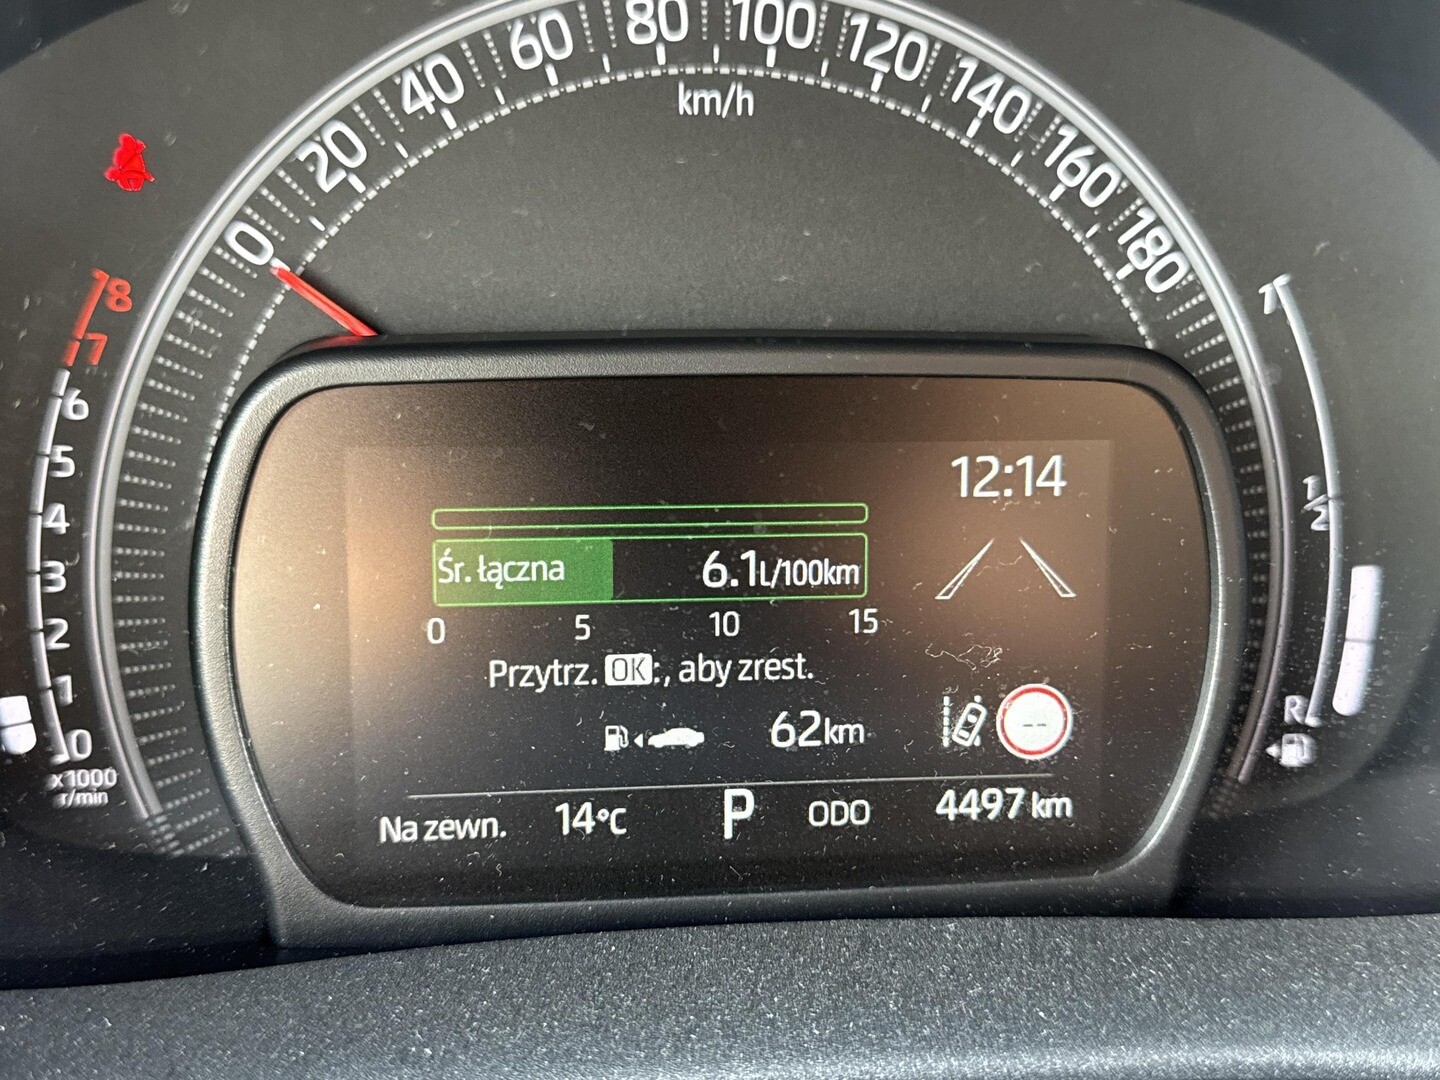 0 20 40 60 80 100 120 140 160 180
km/h
8
7
6
5
4
3
2
1
0
x1000
r/min
1
1/2
R
12:14
Śr. łączna 6.1L/100km
0 5 10 15
Przytrz. OK:, aby zrest.
62km
--
Na zewn. 14°C P ODO 4497 km